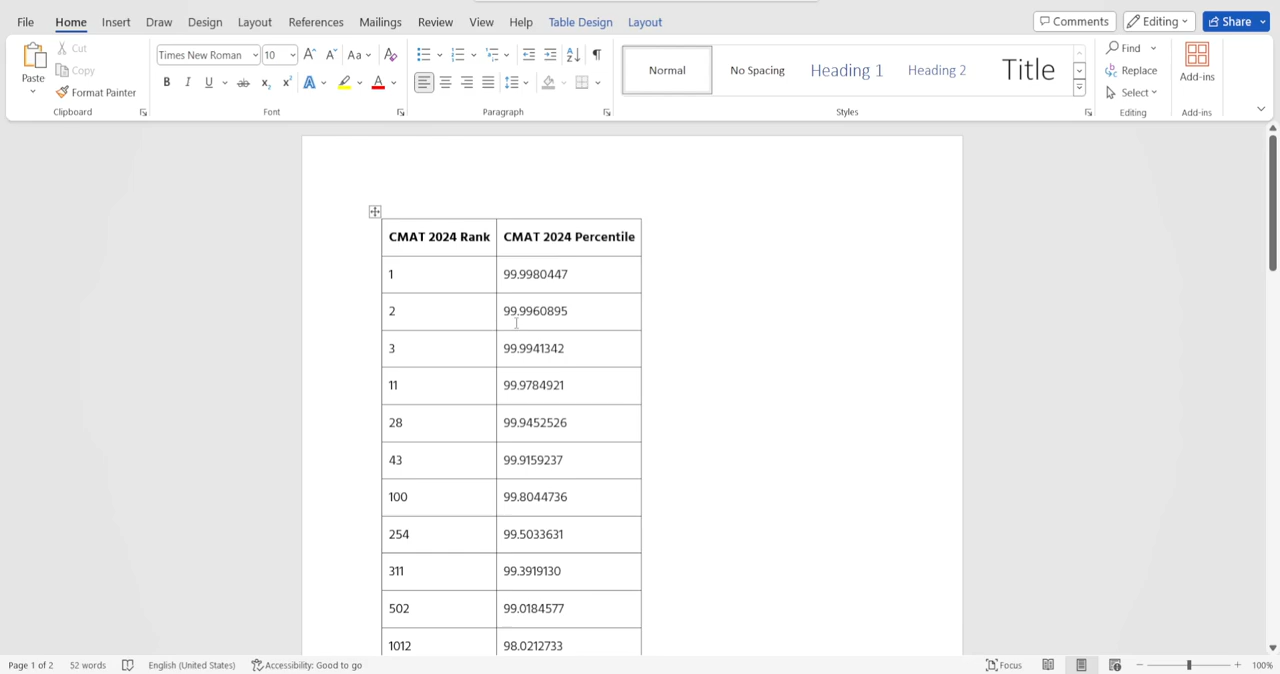 File Home Insert Draw Design Layout References Mailings Review View Help Table Design Layout Comments Editing Share
Paste
Cut
Copy
Format Painter
Clipboard
Times New Roman 10
Font
Paragraph
Normal No Spacing Heading 1 Heading 2 Title
Styles
Find
Replace
Select
Editing
Add-ins
Add-ins
CMAT 2024 Rank CMAT 2024 Percentile
1 99.9980447
2 99.9960895
3 99.9941342
11 99.9784921
28 99.9452526
43 99.9159237
100 99.8044736
254 99.5033631
311 99.3919130
502 99.0184577
1012 98.0212733
Page 1 of 2 52 words English (United States) Accessibility: Good to go Focus 100%